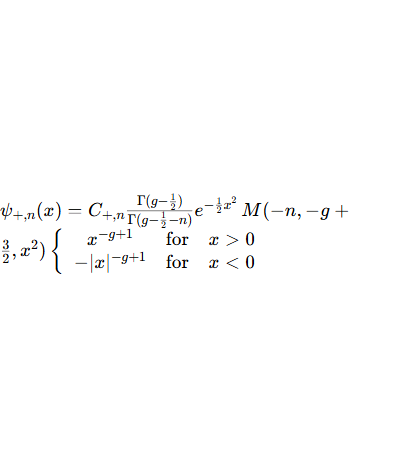 ψ₊,ₙ(x) = C₊,ₙ Γ(g−½)/Γ(g−½−n) e^{−½x²} M(−n, −g +
3/2, x²) { x^{−g+1} for x > 0
−|x|^{−g+1} for x < 0